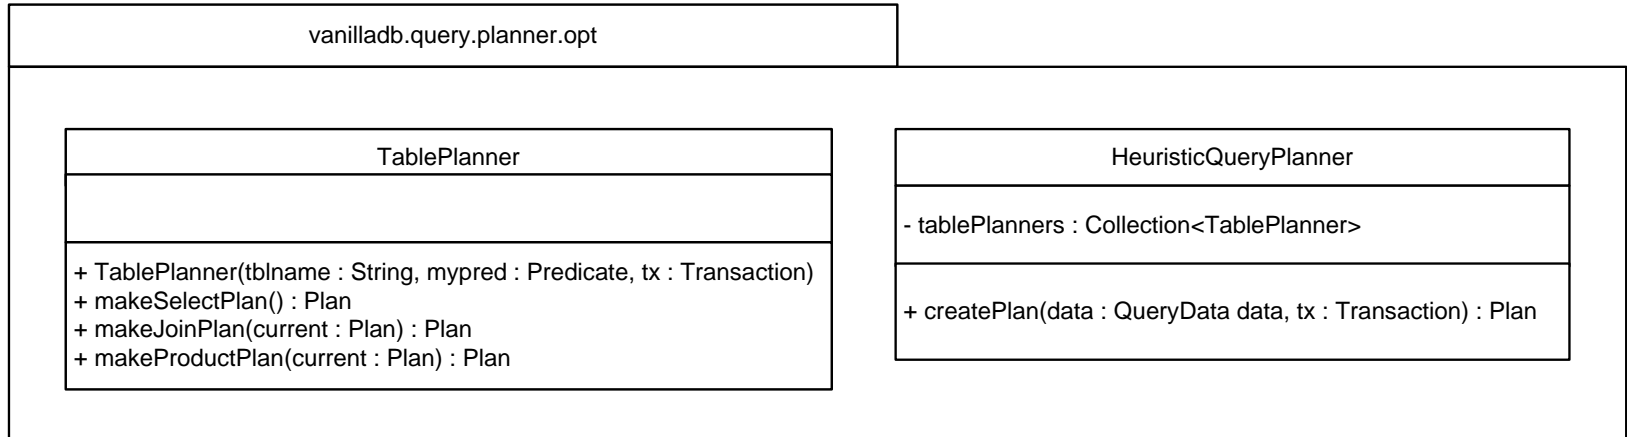 vanilladb.query.planner.opt
TablePlanner
+ TablePlanner(tblname : String, mypred : Predicate, tx : Transaction)
+ makeSelectPlan() : Plan
+ makeJoinPlan(current : Plan) : Plan
+ makeProductPlan(current : Plan) : Plan
HeuristicQueryPlanner
- tablePlanners : Collection<TablePlanner>
+ createPlan(data : QueryData data, tx : Transaction) : Plan